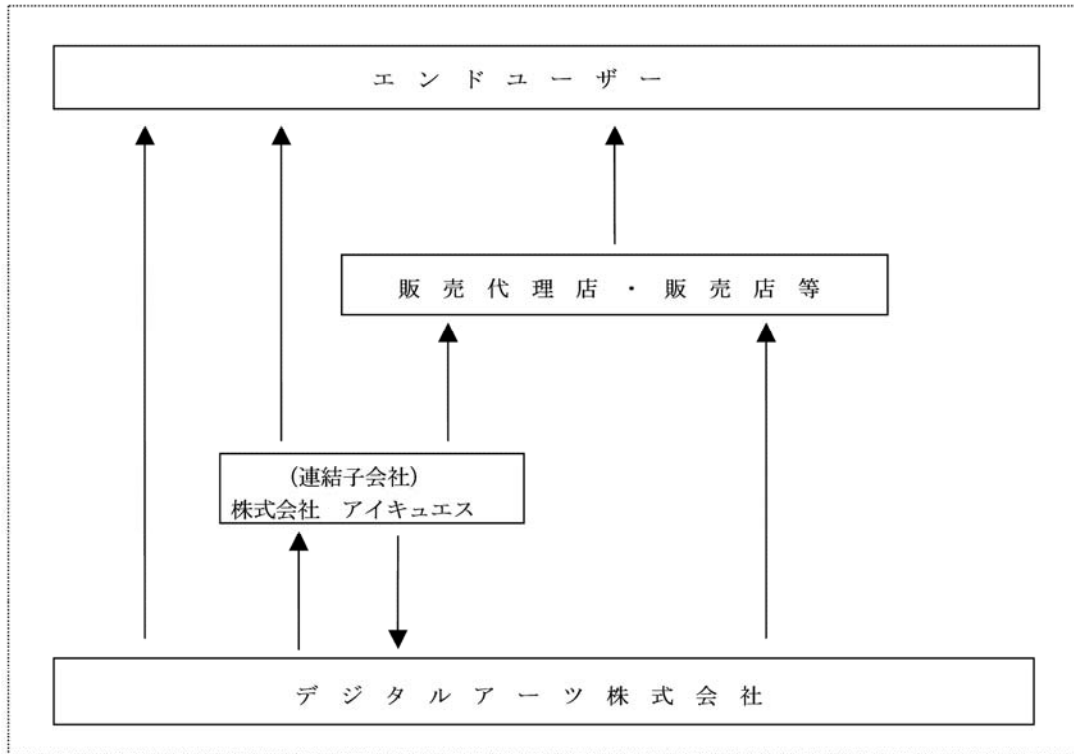 エンドユーザー
販売代理店・販売店等
(連結子会社)
株式会社　アイキュエス
デジタルアーツ株式会社